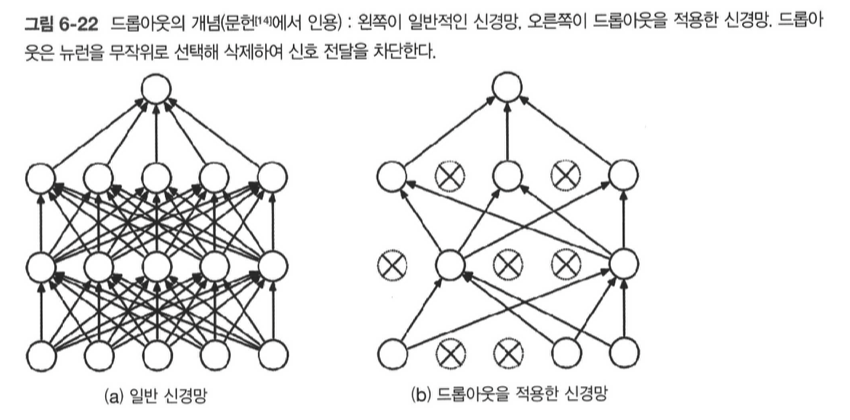 그림 6-22 드롭아웃의 개념(문헌[14]에서 인용) : 왼쪽이 일반적인 신경망, 오른쪽이 드롭아웃을 적용한 신경망. 드롭아
웃은 뉴런을 무작위로 선택해 삭제하여 신호 전달을 차단한다.
(a) 일반 신경망
(b) 드롭아웃을 적용한 신경망